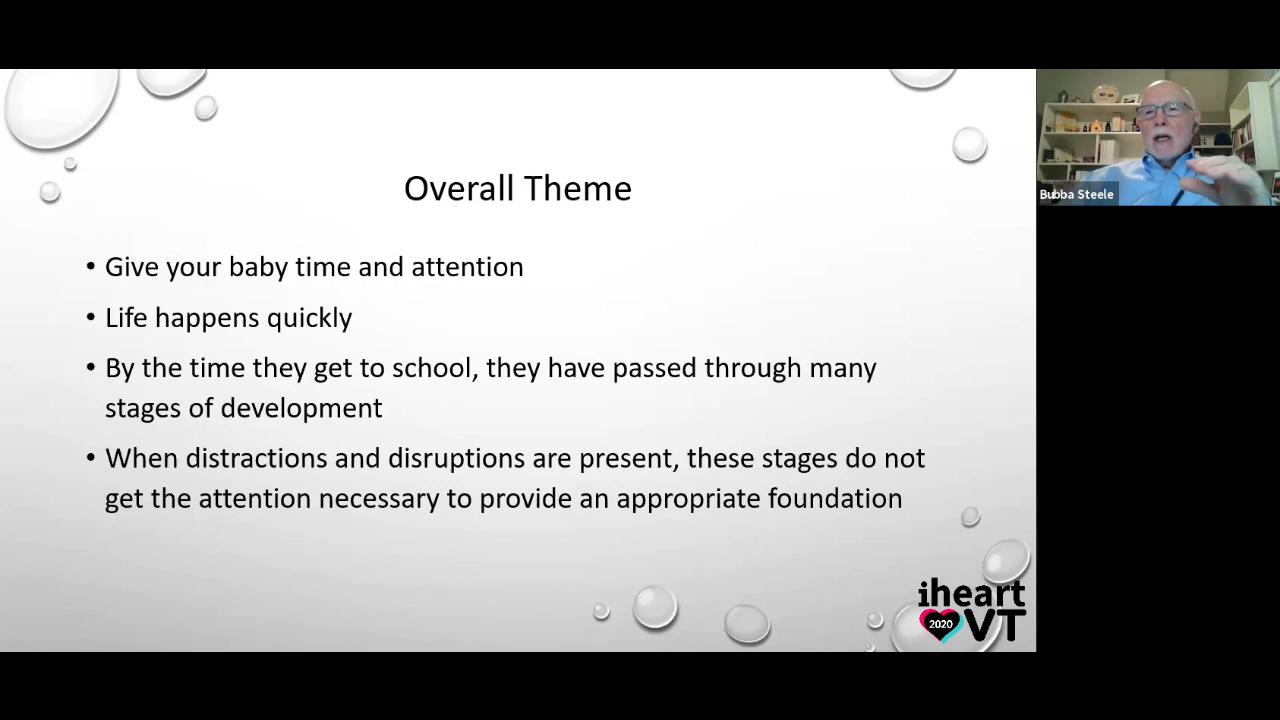 Overall Theme
• Give your baby time and attention
• Life happens quickly
• By the time they get to school, they have passed through many
stages of development
• When distractions and disruptions are present, these stages do not
get the attention necessary to provide an appropriate foundation
Bubba Steele
iheart
2020 VT